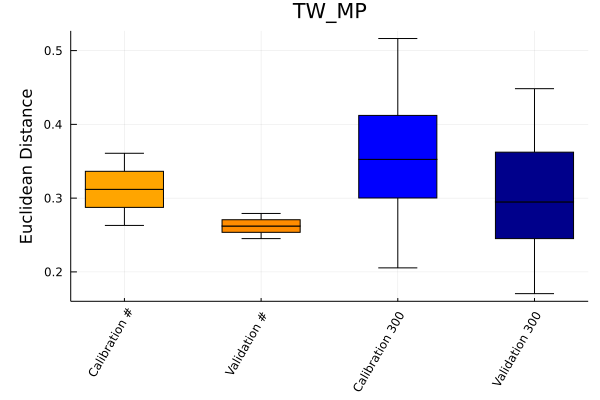 TW_MP
Euclidean Distance
0.5
0.4
0.3
0.2
Calibration #
Validation #
Calibration 300
Validation 300